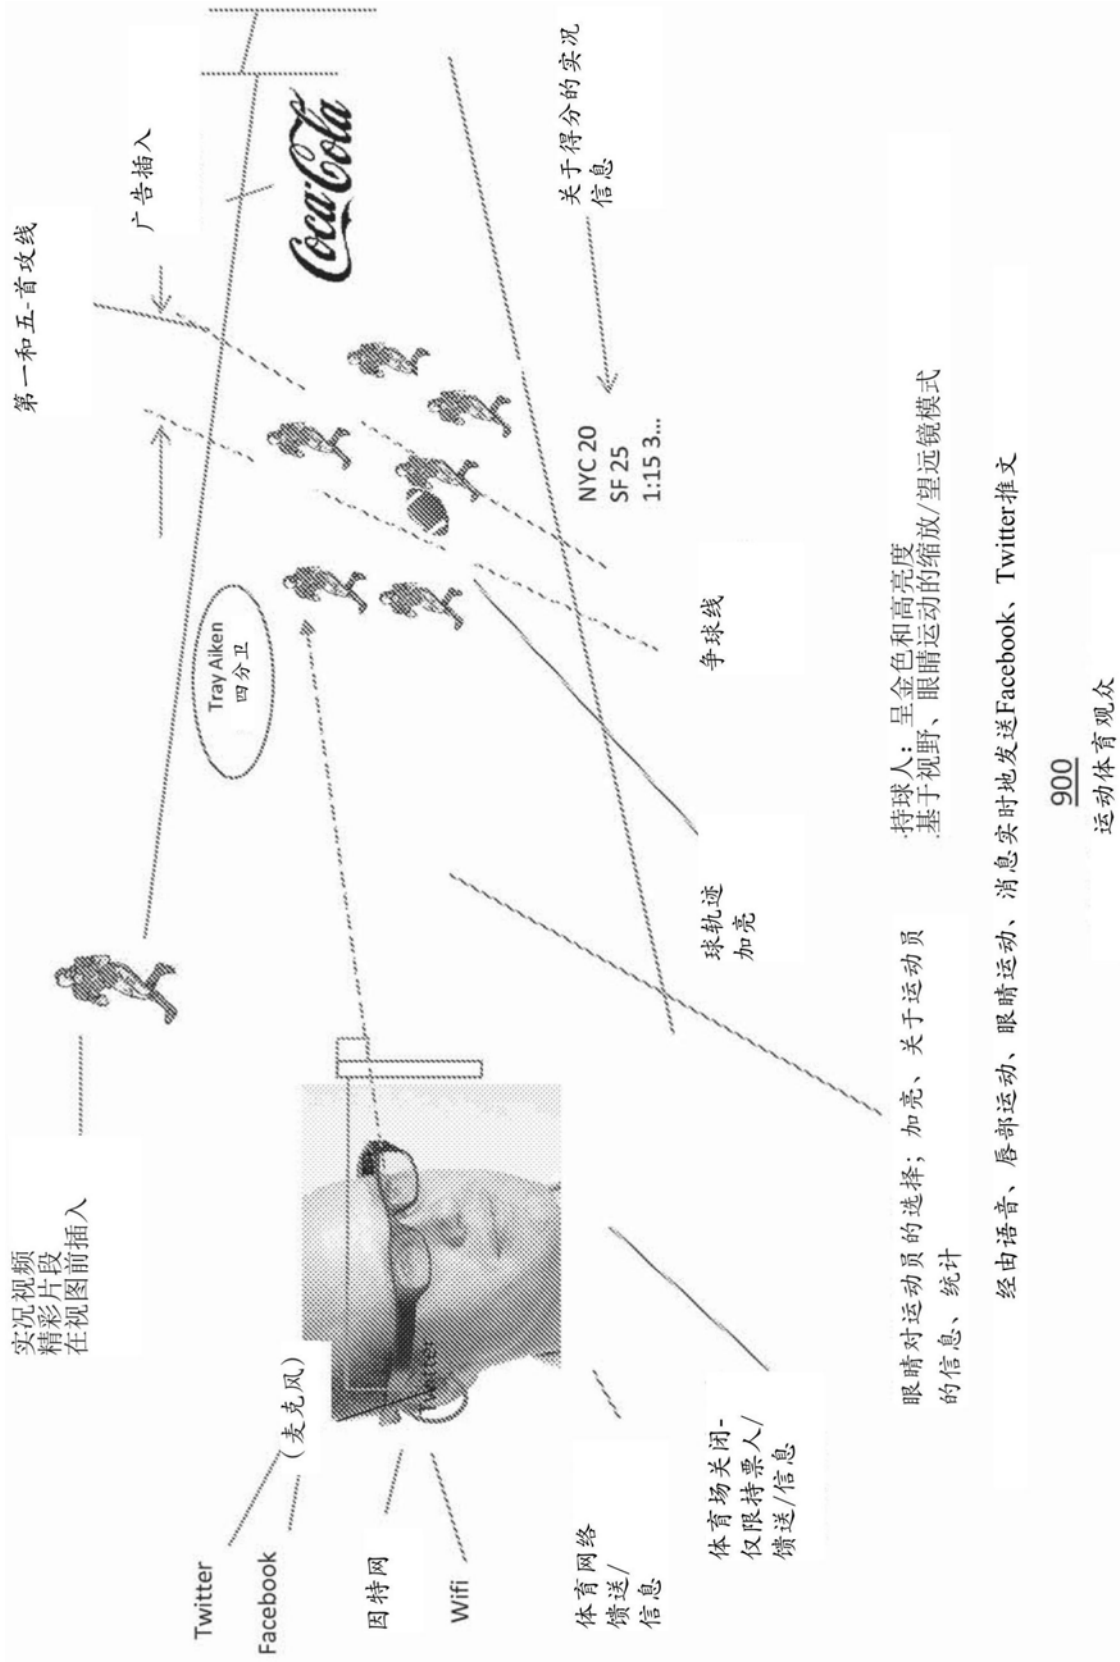 第一和五-首攻线
广告插入
Coca-Cola
关于得分的实况
信息
实况视频
精彩片段
在视图前插入
Tray Aiken
四分卫
NYC 20
SF 25
1:15 3...
争球线
球轨迹
加亮
Twitter
Facebook
(麦克风)
Twitter
因特网
Wifi
体育网络
馈送/
信息
体育场关闭-
仅限持票人/
馈送/信息
眼睛对运动员的选择；加亮、关于运动员
的信息、统计
.持球人：呈金色和高亮度
.基于视野、眼睛运动的缩放/望远镜模式
经由语音、唇部运动、眼睛运动、消息实时地发送Facebook、Twitter推文
900
运动体育观众